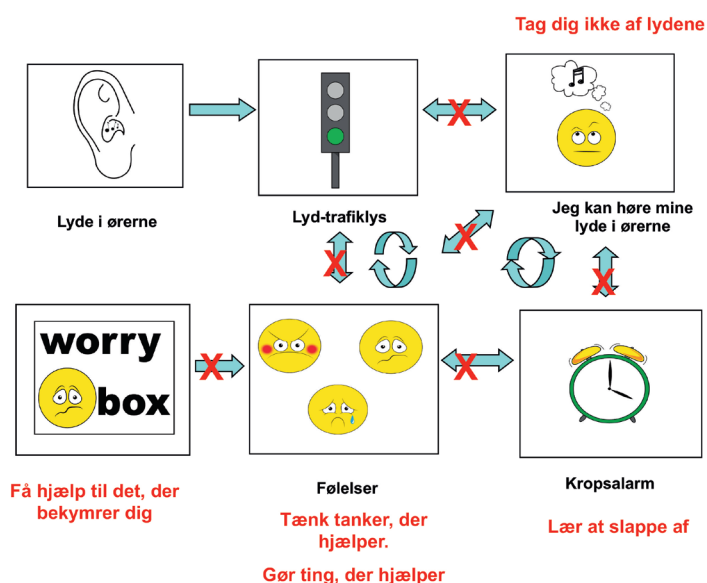 Tag dig ikke af lydene
Lyde i ørerne
Lyd-trafiklys
Jeg kan høre mine
lyde i ørerne
worry
box
Få hjælp til det, der
bekymrer dig
Følelser
Tænk tanker, der
hjælper.
Gør ting, der hjælper
Kropsalarm
Lær at slappe af
X
X
X
X
X
X